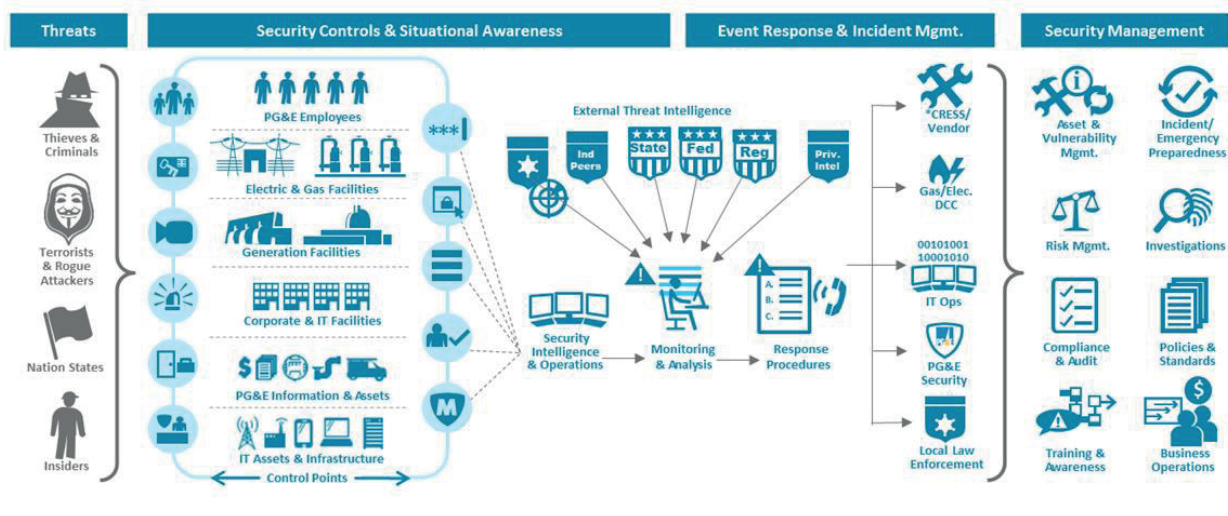 Threats
Security Controls & Situational Awareness
Event Response & Incident Mgmt.
Security Management
Thieves &
Criminals
Terrorists
& Rogue
Attackers
Nation States
Insiders
PG&E Employees
Electric & Gas Facilities
Generation Facilities
Corporate & IT Facilities
$
PG&E Information & Assets
IT Assets & Infrastructure
Control Points
***
M
Security
Intelligence
& Operations
External Threat Intelligence
Ind
Peers
State
Fed
Reg
Priv.
Intel
!
Monitoring
& Analysis
!
A.
B.
C.
Response
Procedures
*CRESS/
Vendor
Gas/Elec.
DCC
00101001
10001010
IT Ops
PG&E
Security
Local Law
Enforcement
i
Asset &
Vulnerability
Mgmt.
Incident/
Emergency
Preparedness
Risk Mgmt.
Investigations
Compliance
& Audit
Policies &
Standards
!
Training &
Awareness
$
Business
Operations